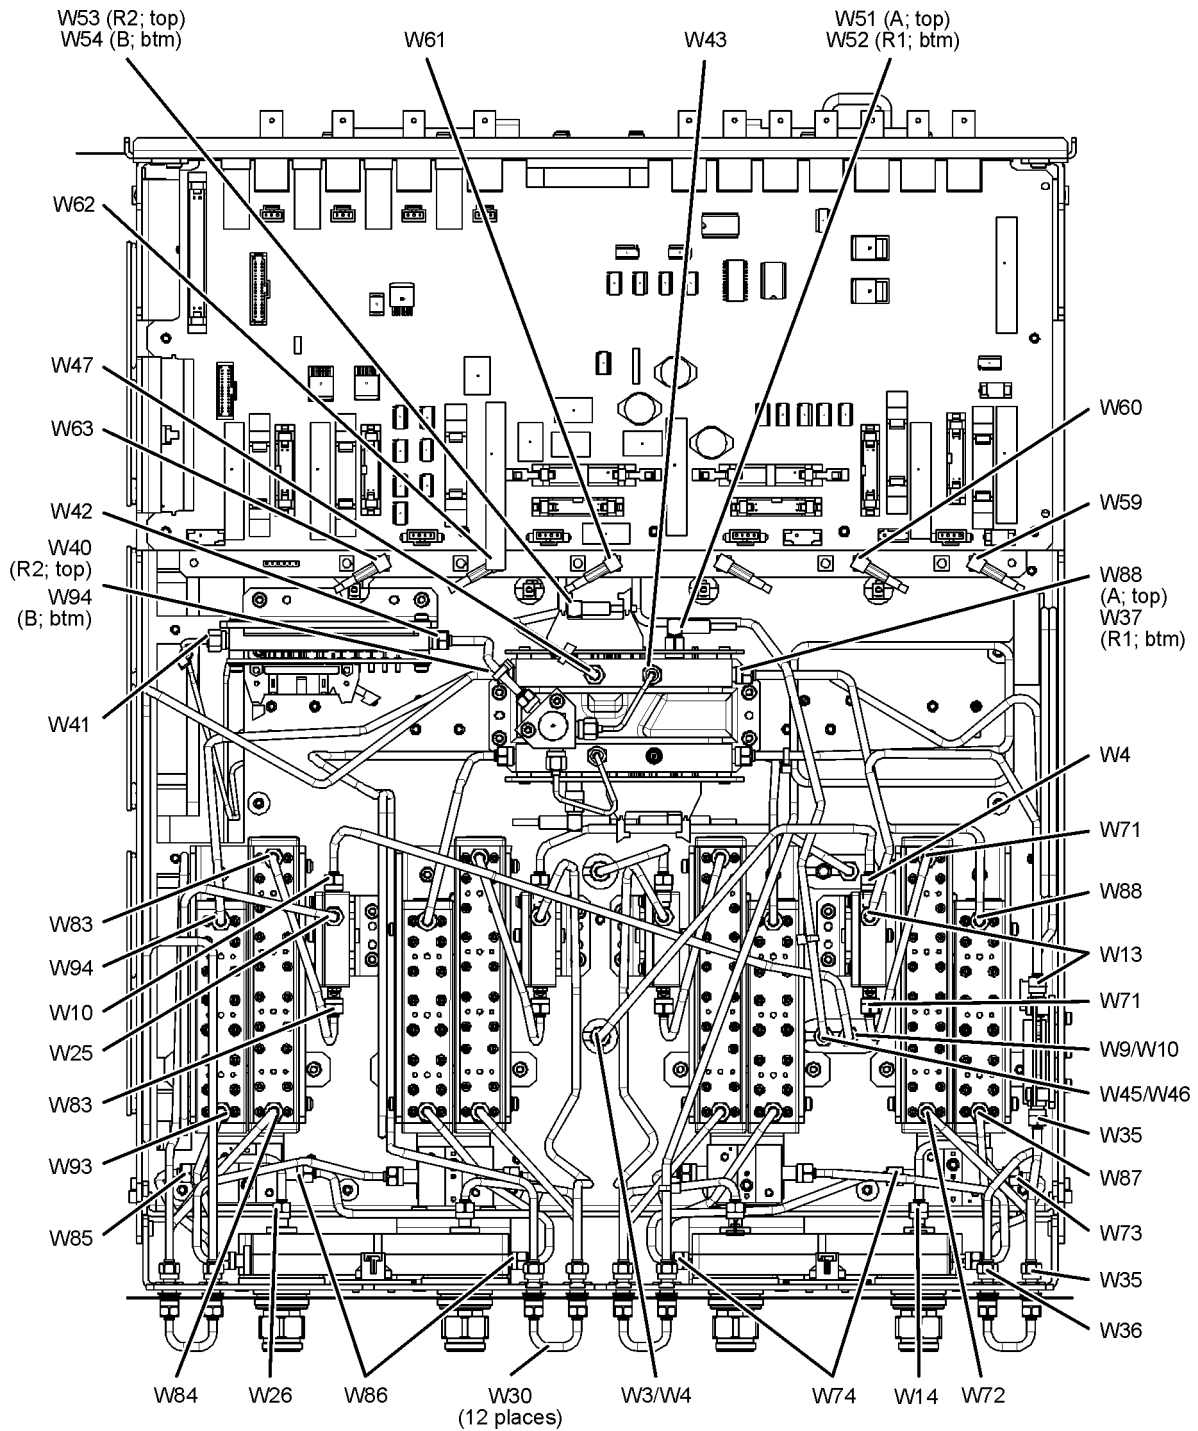 W53 (R2; top)
W54 (B; btm)
W61
W43
W51 (A; top)
W52 (R1; btm)
W62
W47
W63
W42
W40
(R2; top)
W94
(B; btm)
W41
W60
W59
W88
(A; top)
W37
(R1; btm)
W4
W71
W88
W13
W71
W9/W10
W45/W46
W35
W87
W73
W35
W36
W83
W94
W10
W25
W83
W93
W85
W84
W26
W86
W30
(12 places)
W3/W4
W74
W14
W72